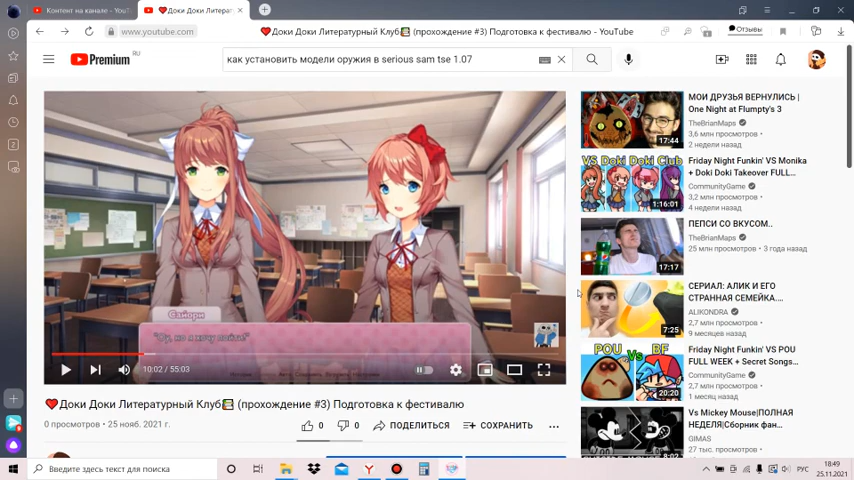 Контент на канале - YouTu
Доки Доки Литерат
www.youtube.com
Доки Доки Литературный Клуб (прохождение #3) Подготовка к фестивалю - YouTube
Отзывы
Premium RU
как установить модели оружия в serious sam tse 1.07
Сайори
10:02 / 55:03
Доки Доки Литературный Клуб (прохождение #3) Подготовка к фестивалю
0 просмотров • 25 нояб. 2021 г.
0
0
ПОДЕЛИТЬСЯ
СОХРАНИТЬ
МОИ ДРУЗЬЯ ВЕРНУЛИСЬ |
One Night at Flumpty's 3
TheBrianMaps
3,6 млн просмотров •
2 недели назад
17:44
Friday Night Funkin' VS Monika
+ Doki Doki Takeover FULL...
CommunityGame
3,2 млн просмотров •
4 недели назад
VS Doki Doki Club
1:16:01
ПЕПСИ СО ВКУСОМ..
TheBrianMaps
25 млн просмотров • 3 года назад
17:17
СЕРИАЛ: АЛИК И ЕГО
СТРАННАЯ СЕМЕЙКА....
ALIKONDRA
2,7 млн просмотров •
9 месяцев назад
7:25
Friday Night Funkin' VS POU
FULL WEEK + Secret Songs...
CommunityGame
2,7 млн просмотров •
1 месяц назад
POU Vs BF
20:20
Vs Mickey Mouse|ПОЛНАЯ
НЕДЕЛЯ|Сборник фан...
GIMAS
27 тыс. просмотров •
8:02
Введите здесь текст для поиска
РУС
18:49
25.11.2021